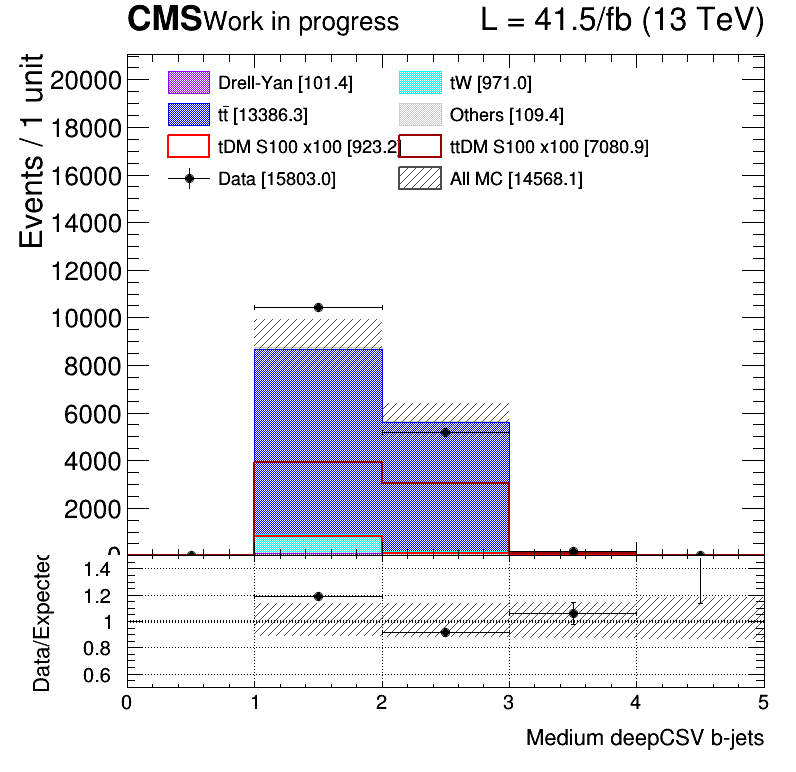 CMS Work in progress L = 41.5/fb (13 TeV)
Events / 1 unit
20000
18000
16000
14000
12000
10000
8000
6000
4000
2000
0
Drell-Yan [101.4] tW [971.0]
tt̄ [13386.3] Others [109.4]
tDM S100 x100 [923.2] ttDM S100 x100 [7080.9]
Data [15803.0] All MC [14568.1]
Data/Expected
1.4
1.2
1
0.8
0.6
0 1 2 3 4 5
Medium deepCSV b-jets